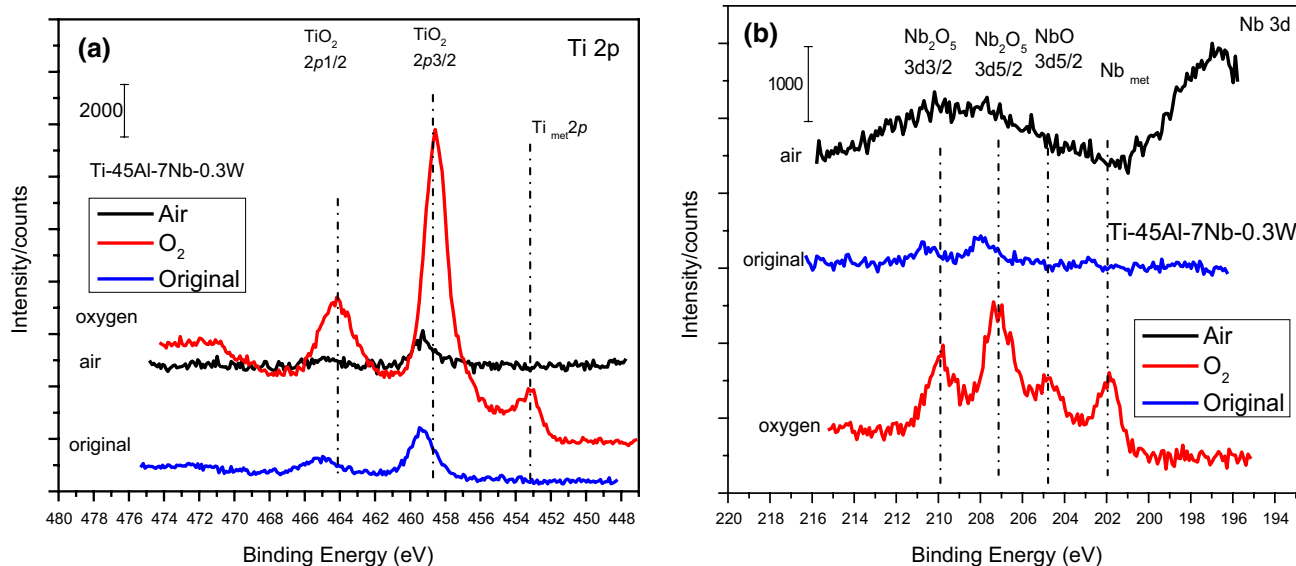 (a)
TiO2
2p1/2
TiO2
2p3/2
Ti 2p
2000
Ti met2p
Ti-45Al-7Nb-0.3W
Air
O2
Original
oxygen
air
original
Intensity/counts
480 478 476 474 472 470 468 466 464 462 460 458 456 454 452 450 448
Binding Energy (eV)
(b)
Nb 3d
Nb2O5
3d3/2
Nb2O5
3d5/2
NbO
3d5/2
Nb met
1000
air
Ti-45Al-7Nb-0.3W
original
Air
O2
Original
oxygen
Intensity/counts
220 218 216 214 212 210 208 206 204 202 200 198 196 194
Binding Energy (eV)